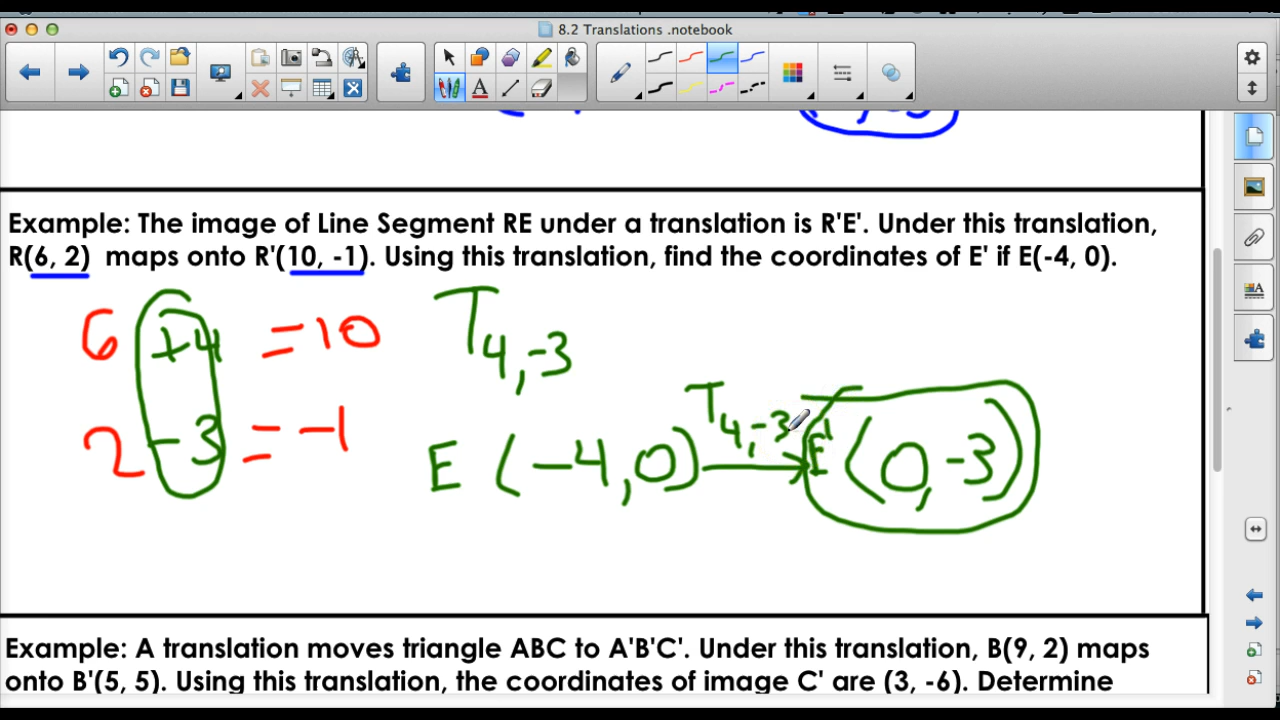 8.2 Translations .notebook
Example: The image of Line Segment RE under a translation is R'E'. Under this translation,
R(6, 2) maps onto R'(10, -1). Using this translation, find the coordinates of E' if E(-4, 0).
6 +4 = 10
T4,-3
2 -3 = -1
T4,-3
E (-4,0) E' (0,-3)
Example: A translation moves triangle ABC to A'B'C'. Under this translation, B(9, 2) maps
onto B'(5, 5). Using this translation, the coordinates of image C' are (3, -6). Determine